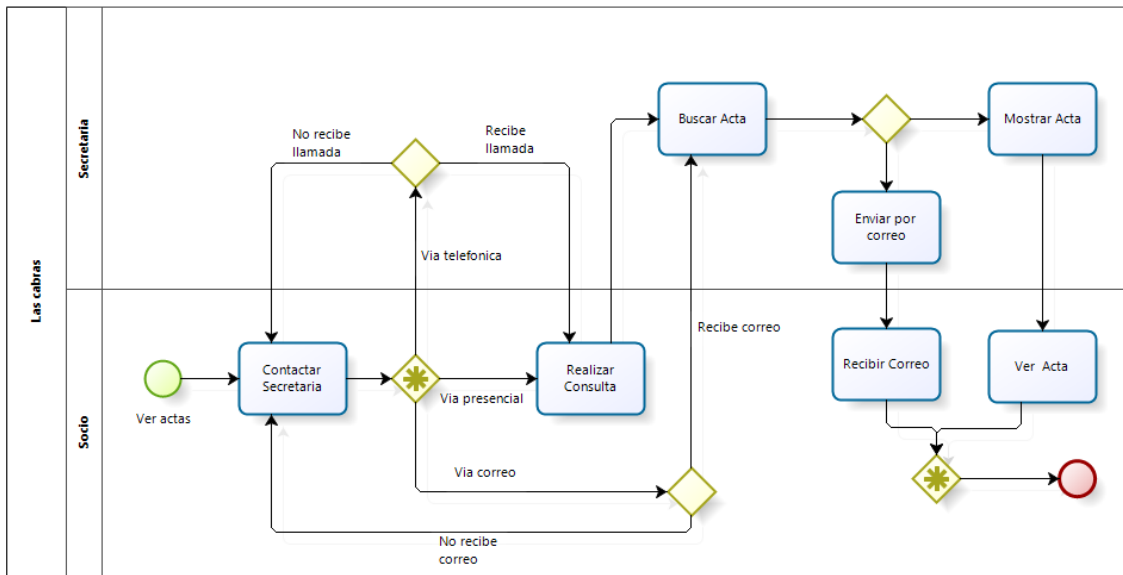 Las cabras
Secretaria
Socio
No recibe
llamada
Recibe
llamada
Buscar Acta
Mostrar Acta
Enviar por
correo
Via telefonica
Recibe correo
Contactar
Secretaria
Realizar
Consulta
Recibir Correo
Ver Acta
Via presencial
Ver actas
Via correo
No recibe
correo